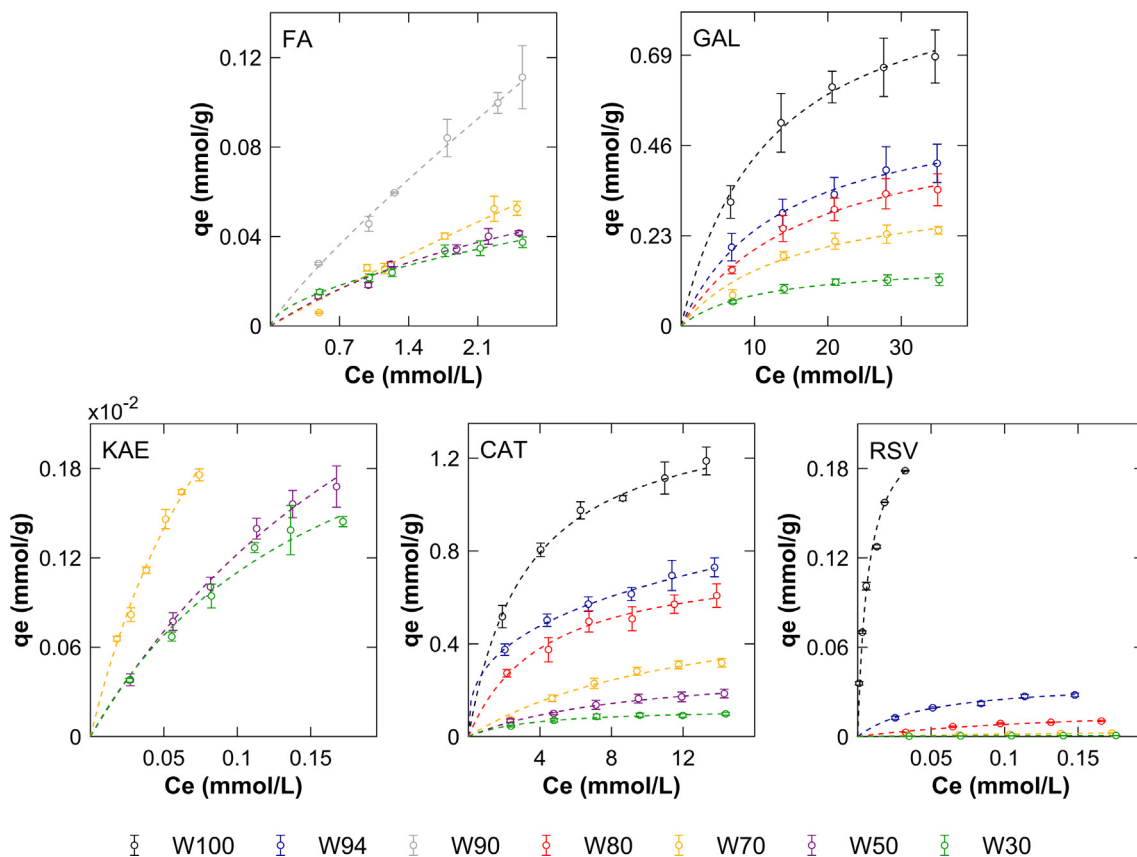 FA
qe (mmol/g)
0.12
0.08
0.04
0
0.7 1.4 2.1
Ce (mmol/L)
GAL
qe (mmol/g)
0.69
0.46
0.23
0
10 20 30
Ce (mmol/L)
x10-2
KAE
qe (mmol/g)
0.18
0.12
0.06
0
0.05 0.1 0.15
Ce (mmol/L)
CAT
qe (mmol/g)
1.2
0.8
0.4
0
4 8 12
Ce (mmol/L)
RSV
qe (mmol/g)
0.18
0.12
0.06
0
0.05 0.1 0.15
Ce (mmol/L)
W100 W94 W90 W80 W70 W50 W30